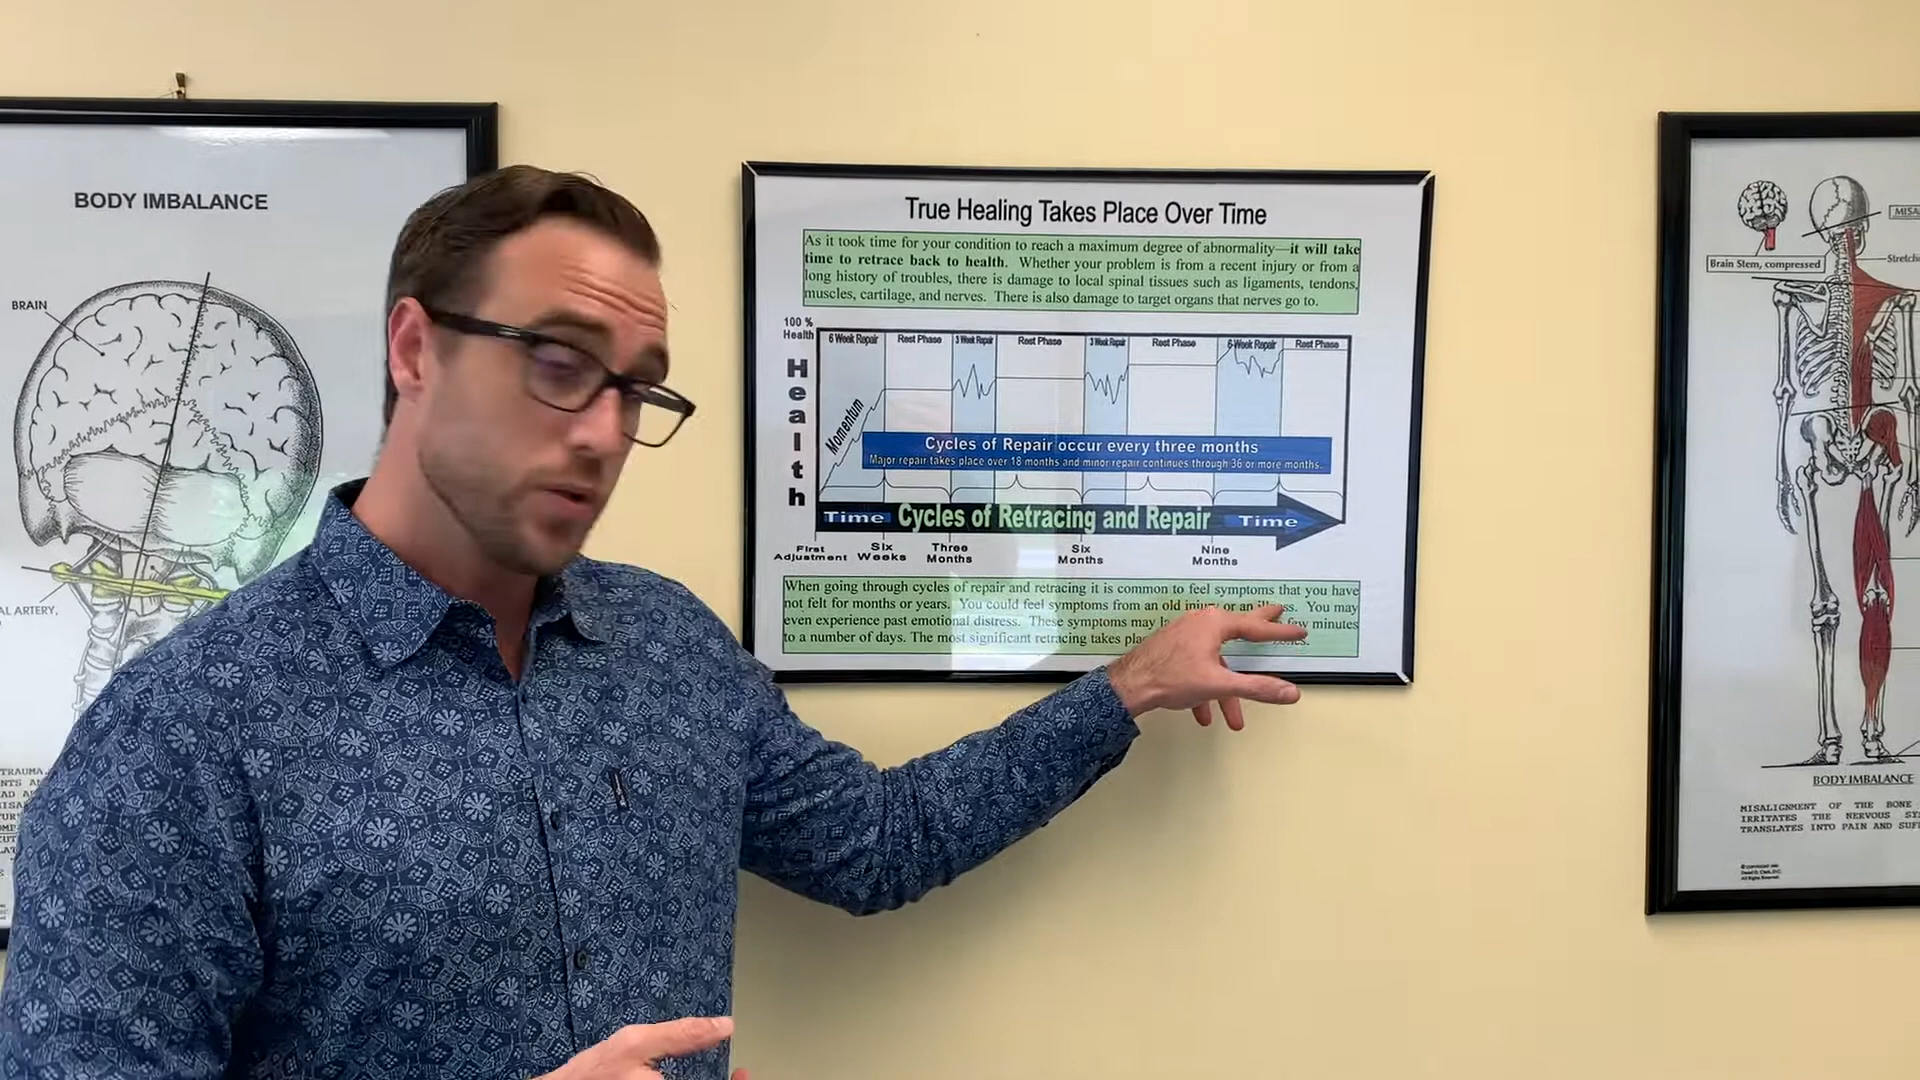 BODY IMBALANCE
BRAIN
AL ARTERY,
TRAUMA,
True Healing Takes Place Over Time
As it took time for your condition to reach a maximum degree of abnormality—it will take
time to retrace back to health. Whether your problem is from a recent injury or from a
long history of troubles, there is damage to local spinal tissues such as ligaments, tendons,
muscles, cartilage, and nerves. There is also damage to target organs that nerves go to.
100 %
Health
6 Week Repair
Rest Phase
3 Week Repair
Rest Phase
3 Week Repair
Rest Phase
6 Week Repair
Rest Phase
Health
Momentum
Cycles of Repair occur every three months
Major repair takes place over 18 months and minor repair continues through 36 or more months.
Time Cycles of Retracing and Repair Time
First
Adjustment
Six
Weeks
Three
Months
Six
Months
Nine
Months
When going through cycles of repair and retracing it is common to feel symptoms that you have
not felt for months or years. You could feel symptoms from an old injury or an illness. You may
even experience past emotional distress. These symptoms may few minutes
to a number of days. The most significant retracing takes
Brain Stem, compressed
BODY IMBALANCE
MISALIGNMENT OF THE BONE
IRRITATES THE NERVOUS
TRANSLATES INTO PAIN AND